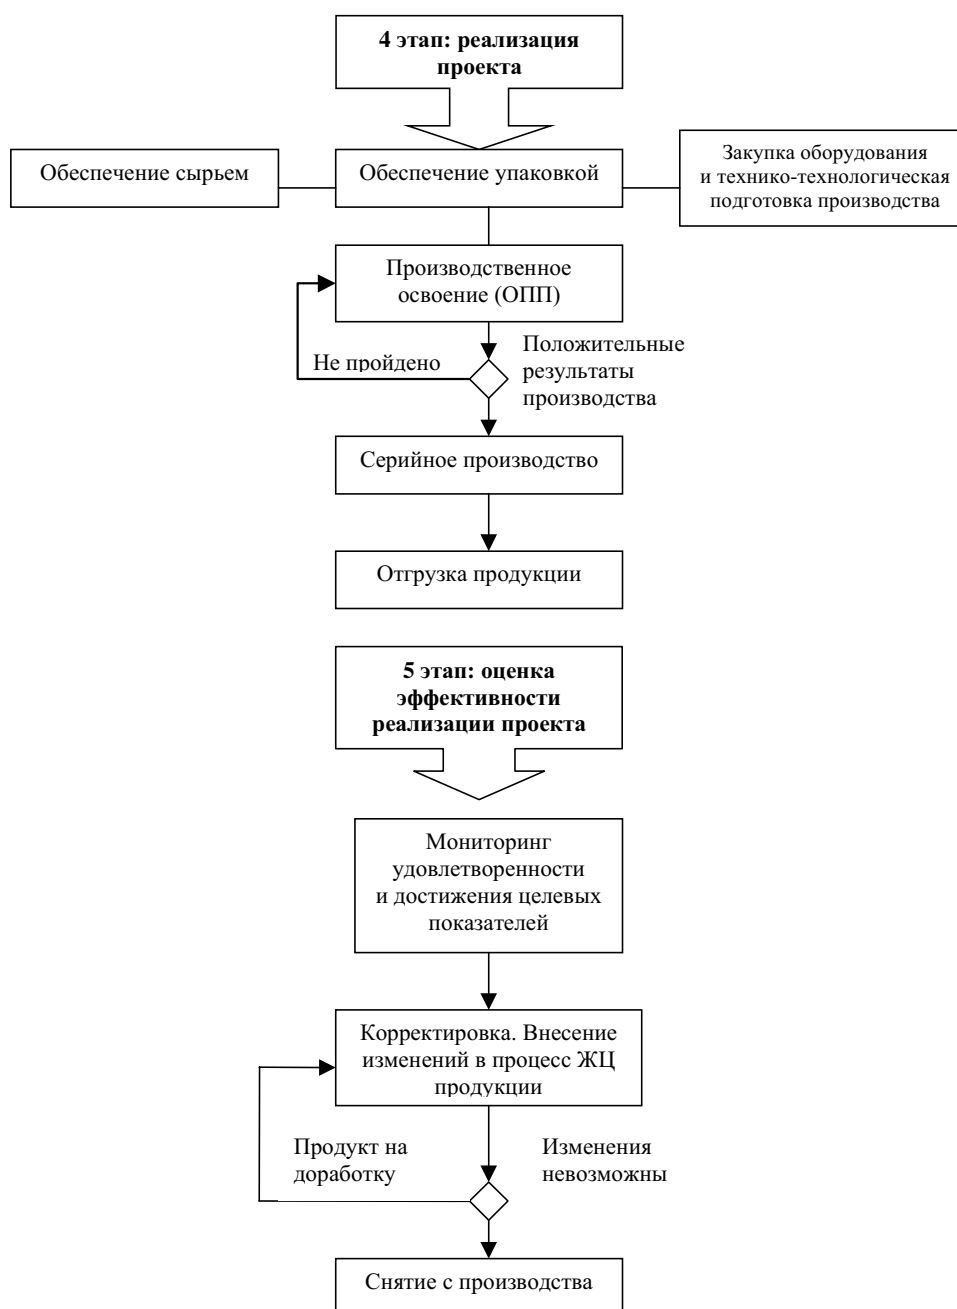 4 этап: реализация
проекта
Обеспечение сырьем
Обеспечение упаковкой
Закупка оборудования
и технико-технологическая
подготовка производства
Производственное
освоение (ОПП)
Не пройдено
Положительные
результаты
производства
Серийное производство
Отгрузка продукции
5 этап: оценка
эффективности
реализации проекта
Мониторинг
удовлетворенности
и достижения целевых
показателей
Корректировка. Внесение
изменений в процесс ЖЦ
продукции
Продукт на
доработку
Изменения
невозможны
Снятие с производства